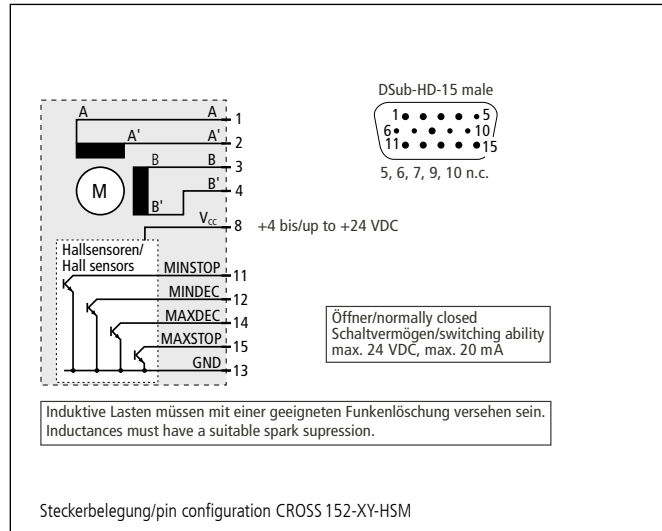 DSub-HD-15 male
1 5
6 10
11 15
5, 6, 7, 9, 10 n.c.
A A 1
A' A' 2
B B 3
M
B' B' 4
V_CC 8 +4 bis/up to +24 VDC
Hallsensoren/
Hall sensors
MINSTOP 11
MINDEC 12
MAXDEC 14
MAXSTOP 15
GND 13
Öffner/normally closed
Schaltvermögen/switching ability
max. 24 VDC, max. 20 mA
Induktive Lasten müssen mit einer geeigneten Funkenlöschung versehen sein.
Inductances must have a suitable spark supression.
Steckerbelegung/pin configuration CROSS 152-XY-HSM